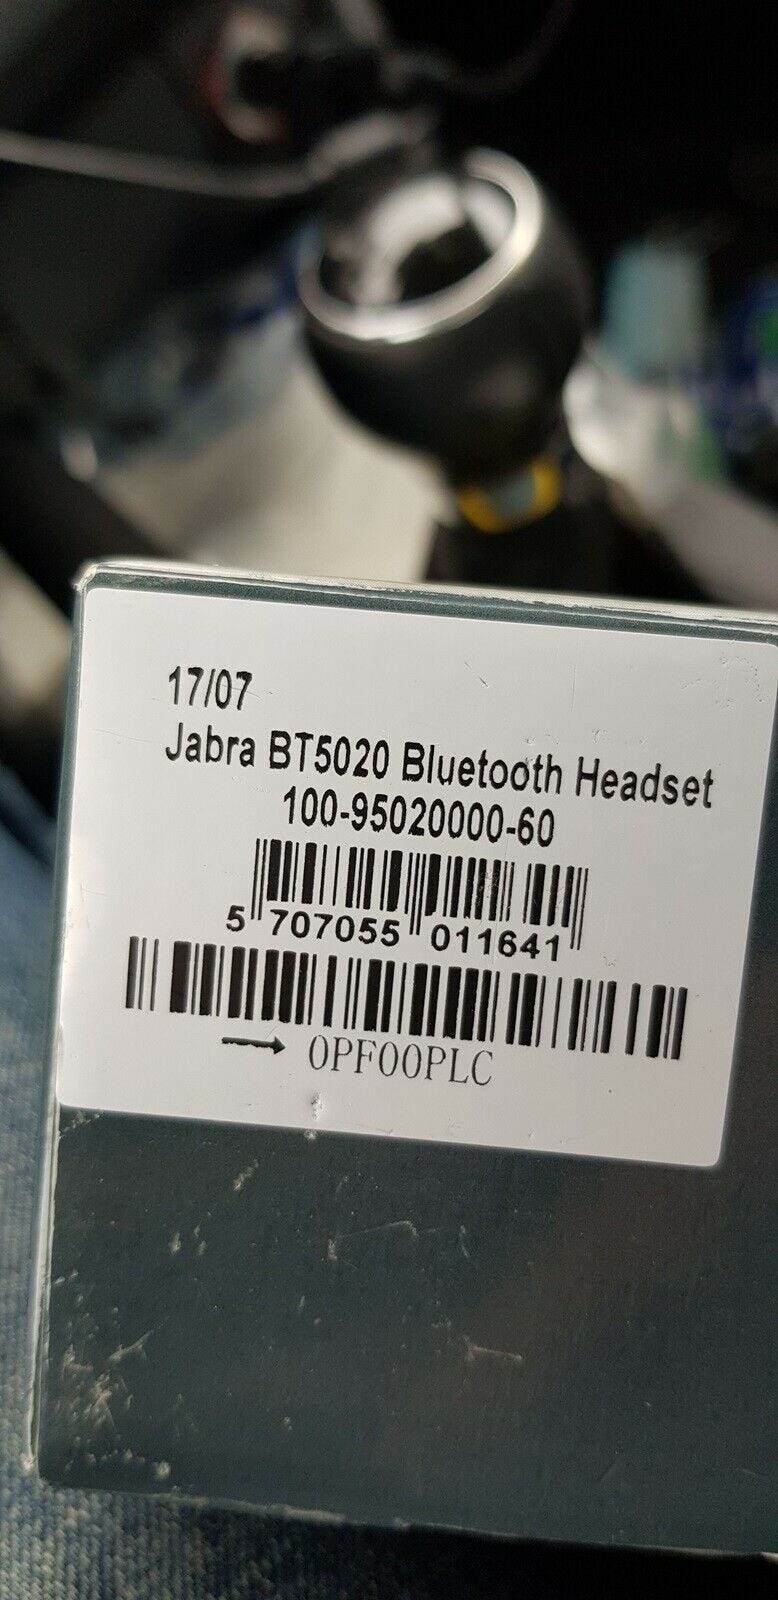 17/07
Jabra BT5020 Bluetooth Headset
100-95020000-60
5 707055 011641
→ 0PF00PLC